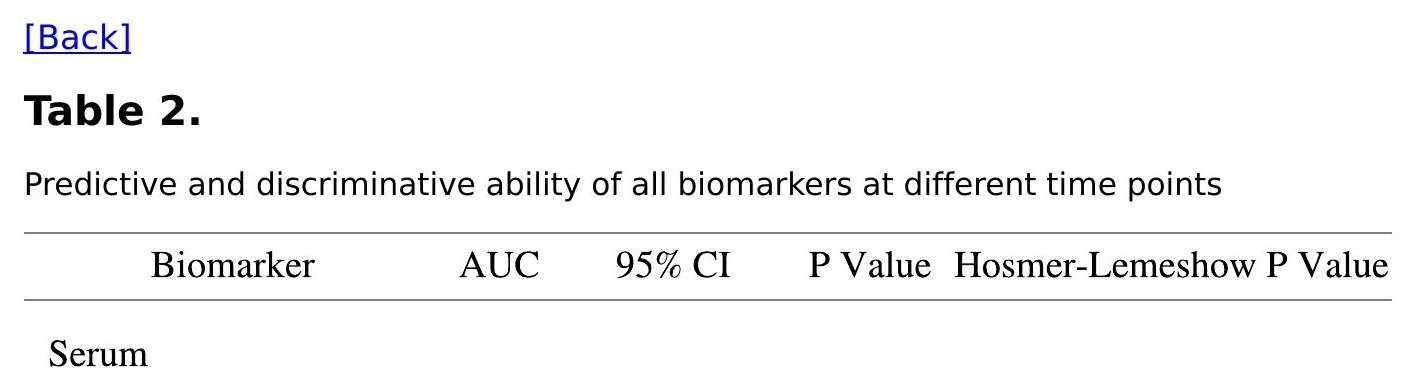 [Back]
Table 2.
Predictive and discriminative ability of all biomarkers at different time points
Biomarker AUC 95% CI P Value Hosmer-Lemeshow P Value
Serum